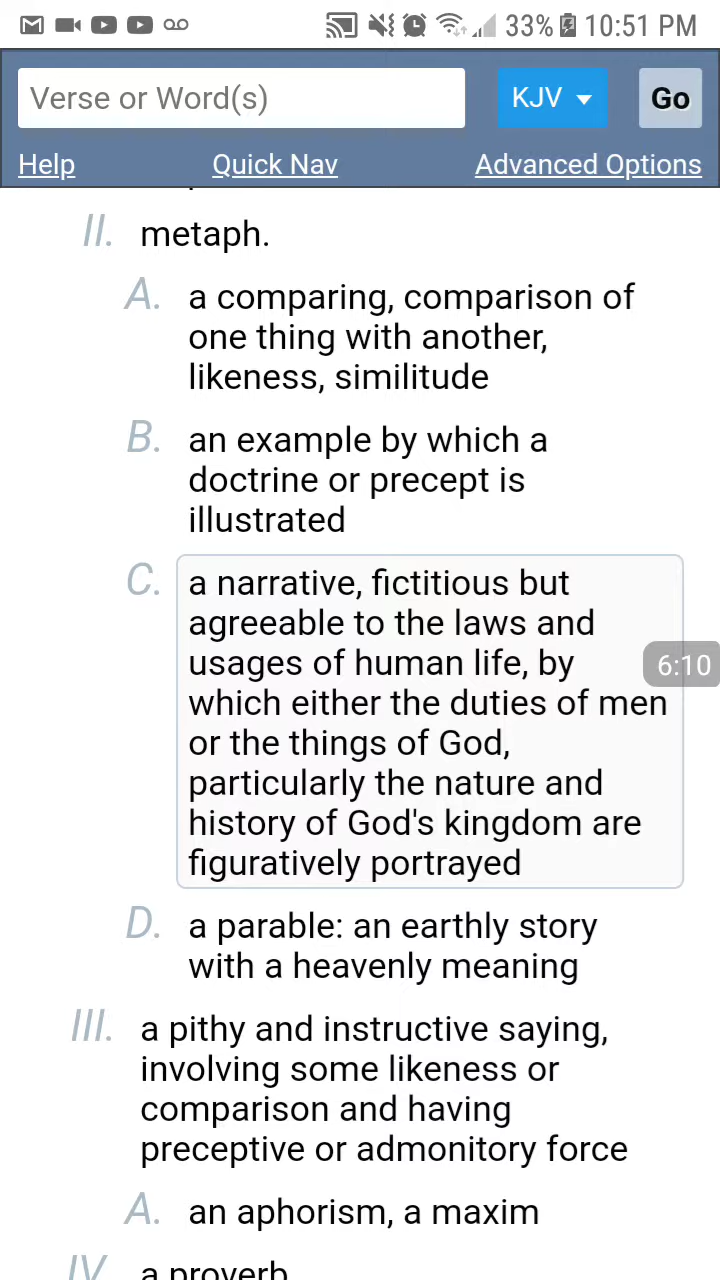 33% 10:51 PM
Verse or Word(s) KJV Go
Help Quick Nav Advanced Options
II. metaph.
A. a comparing, comparison of
one thing with another,
likeness, similitude
B. an example by which a
doctrine or precept is
illustrated
C. a narrative, fictitious but
agreeable to the laws and
usages of human life, by
which either the duties of men
or the things of God,
particularly the nature and
history of God's kingdom are
figuratively portrayed
6:10
D. a parable: an earthly story
with a heavenly meaning
III. a pithy and instructive saying,
involving some likeness or
comparison and having
preceptive or admonitory force
A. an aphorism, a maxim
IV. a proverb